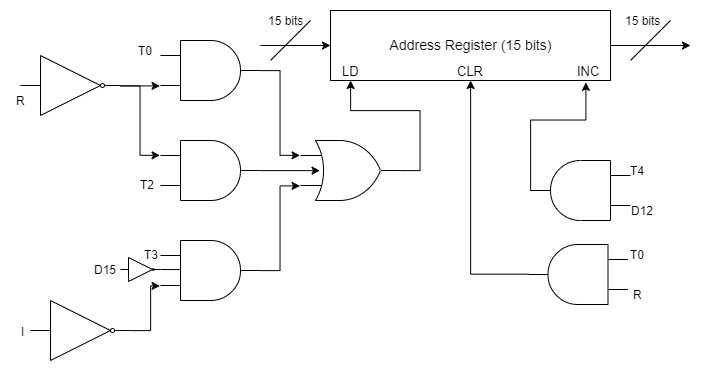 15 bits
15 bits
T0
Address Register (15 bits)
LD
CLR
INC
R
T4
T2
D12
T3
T0
D15
R
I